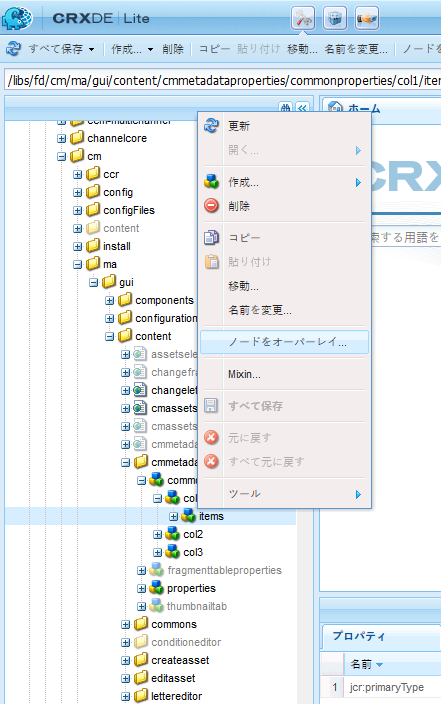 CRXDE | Lite
すべて保存 作成... 削除 コピー 貼り付け 移動... 名前を変更... ノードを
/libs/fd/cm/ma/gui/content/cmmetadataproperties/commonproperties/col1/iter
ホーム
ccm-multichannel
channelcore
cm
ccr
config
configFiles
content
install
ma
gui
components
configuration
content
assetsele
changefra
changelet
cmassets
cmassets
cmmetad
cmmetada
commo
col
items
col2
col3
fragmenttableproperties
properties
thumbnailtab
commons
conditioneditor
createasset
editasset
lettereditor
更新
開く...
作成...
削除
コピー
貼り付け
移動...
名前を変更...
ノードをオーバーレイ...
Mixin...
すべて保存
元に戻す
すべて元に戻す
ツール
CRX
索する用語を
プロパティ
名前
1 jcr:primaryType